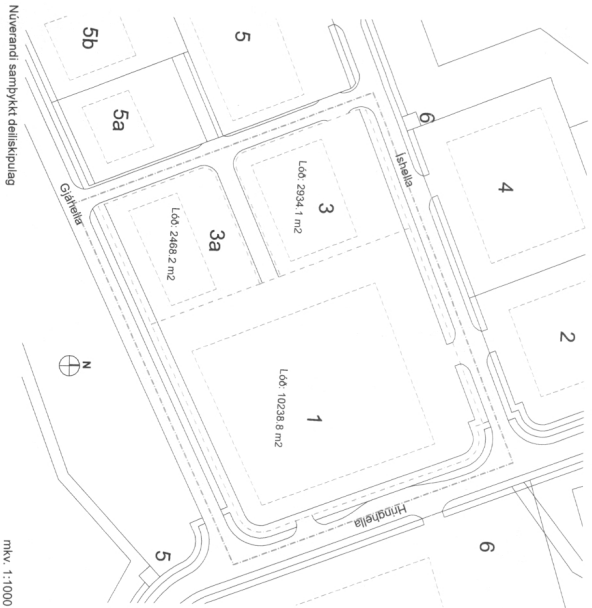 Núverandi samþykkt deiliskipulag
5b
5a
5
6
4
2
Íshella
Gjáhella
3
Lóð: 2934.1 m2
3a
Lóð: 2468.2 m2
1
Lóð: 10238.8 m2
N
Hringhella
6
5
mkv. 1:1000